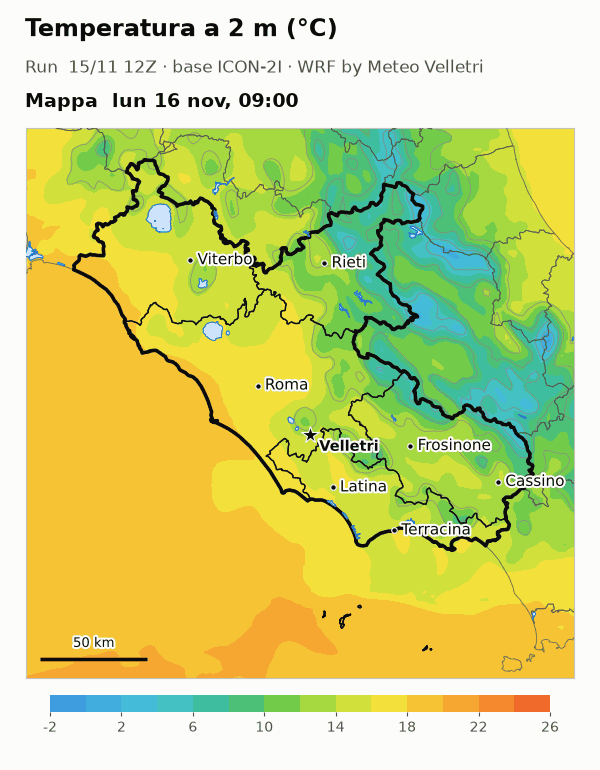 Temperatura a 2 m (°C)
Run  15/11 12Z · base ICON-2I · WRF by Meteo Velletri
Mappa  lun 16 nov, 09:00
Viterbo
Rieti
Roma
Velletri
Frosinone
Latina
Cassino
Terracina
50 km
-2 2 6 10 14 18 22 26